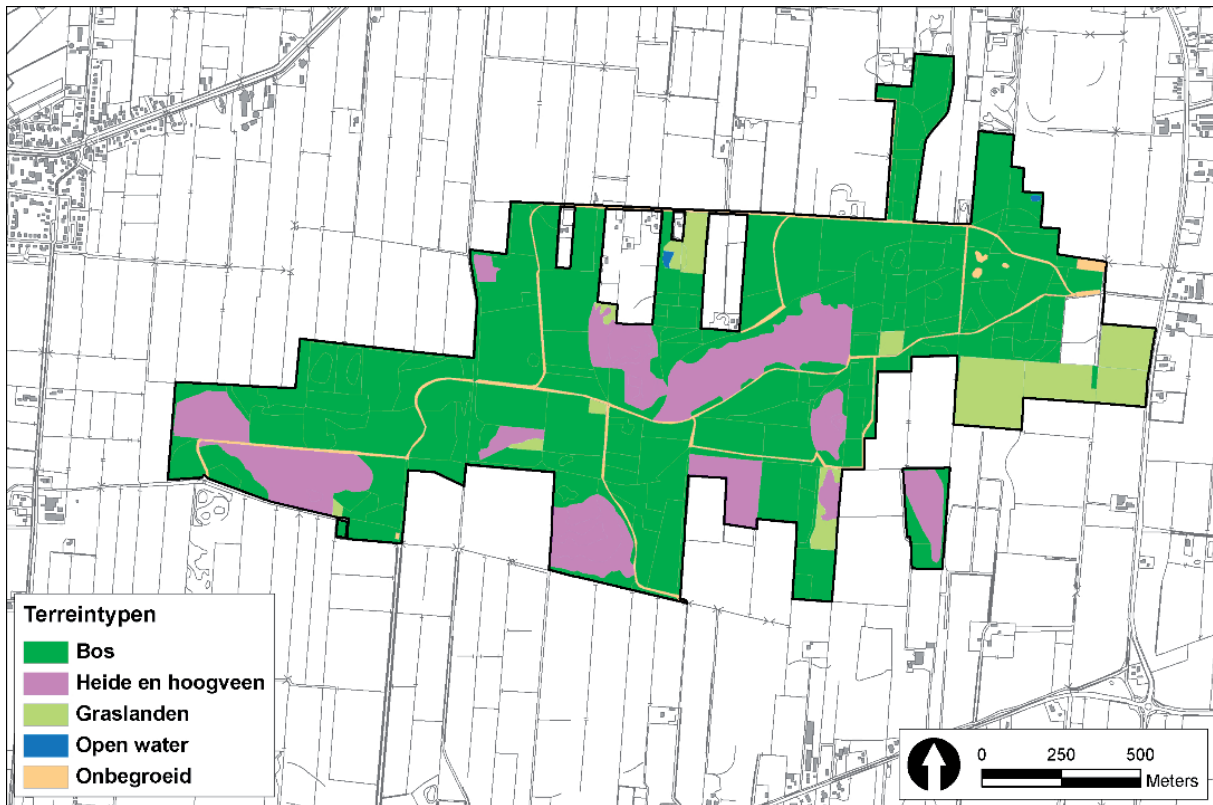 Terreintypen
Bos
Heide en hoogveen
Graslanden
Open water
Onbegroeid
0 250 500
Meters